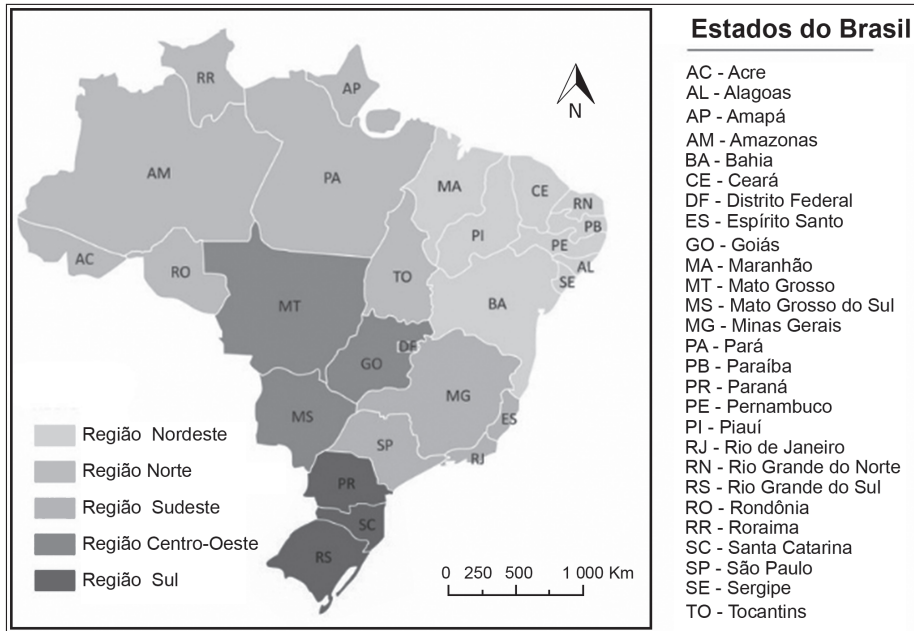 RR
AP
N
AM
PA
MA
CE
RN
PB
PI
PE
AL
SE
AC
RO
TO
BA
MT
DF
GO
MG
ES
MS
SP
RJ
PR
SC
RS
Região Nordeste
Região Norte
Região Sudeste
Região Centro-Oeste
Região Sul
0 250 500 1 000 Km
Estados do Brasil
AC - Acre
AL - Alagoas
AP - Amapá
AM - Amazonas
BA - Bahia
CE - Ceará
DF - Distrito Federal
ES - Espírito Santo
GO - Goiás
MA - Maranhão
MT - Mato Grosso
MS - Mato Grosso do Sul
MG - Minas Gerais
PA - Pará
PB - Paraíba
PR - Paraná
PE - Pernambuco
PI - Piauí
RJ - Rio de Janeiro
RN - Rio Grande do Norte
RS - Rio Grande do Sul
RO - Rondônia
RR - Roraima
SC - Santa Catarina
SP - São Paulo
SE - Sergipe
TO - Tocantins